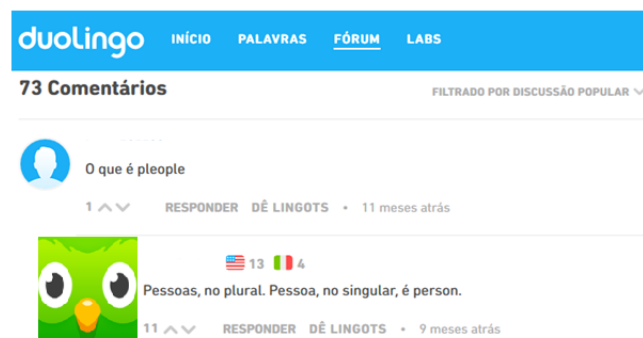 duolingo INÍCIO PALAVRAS FÓRUM LABS
73 Comentários FILTRADO POR DISCUSSÃO POPULAR
O que é pleople
1 RESPONDER DÊ LINGOTS • 11 meses atrás
13 4
Pessoas, no plural. Pessoa, no singular, é person.
11 RESPONDER DÊ LINGOTS • 9 meses atrás